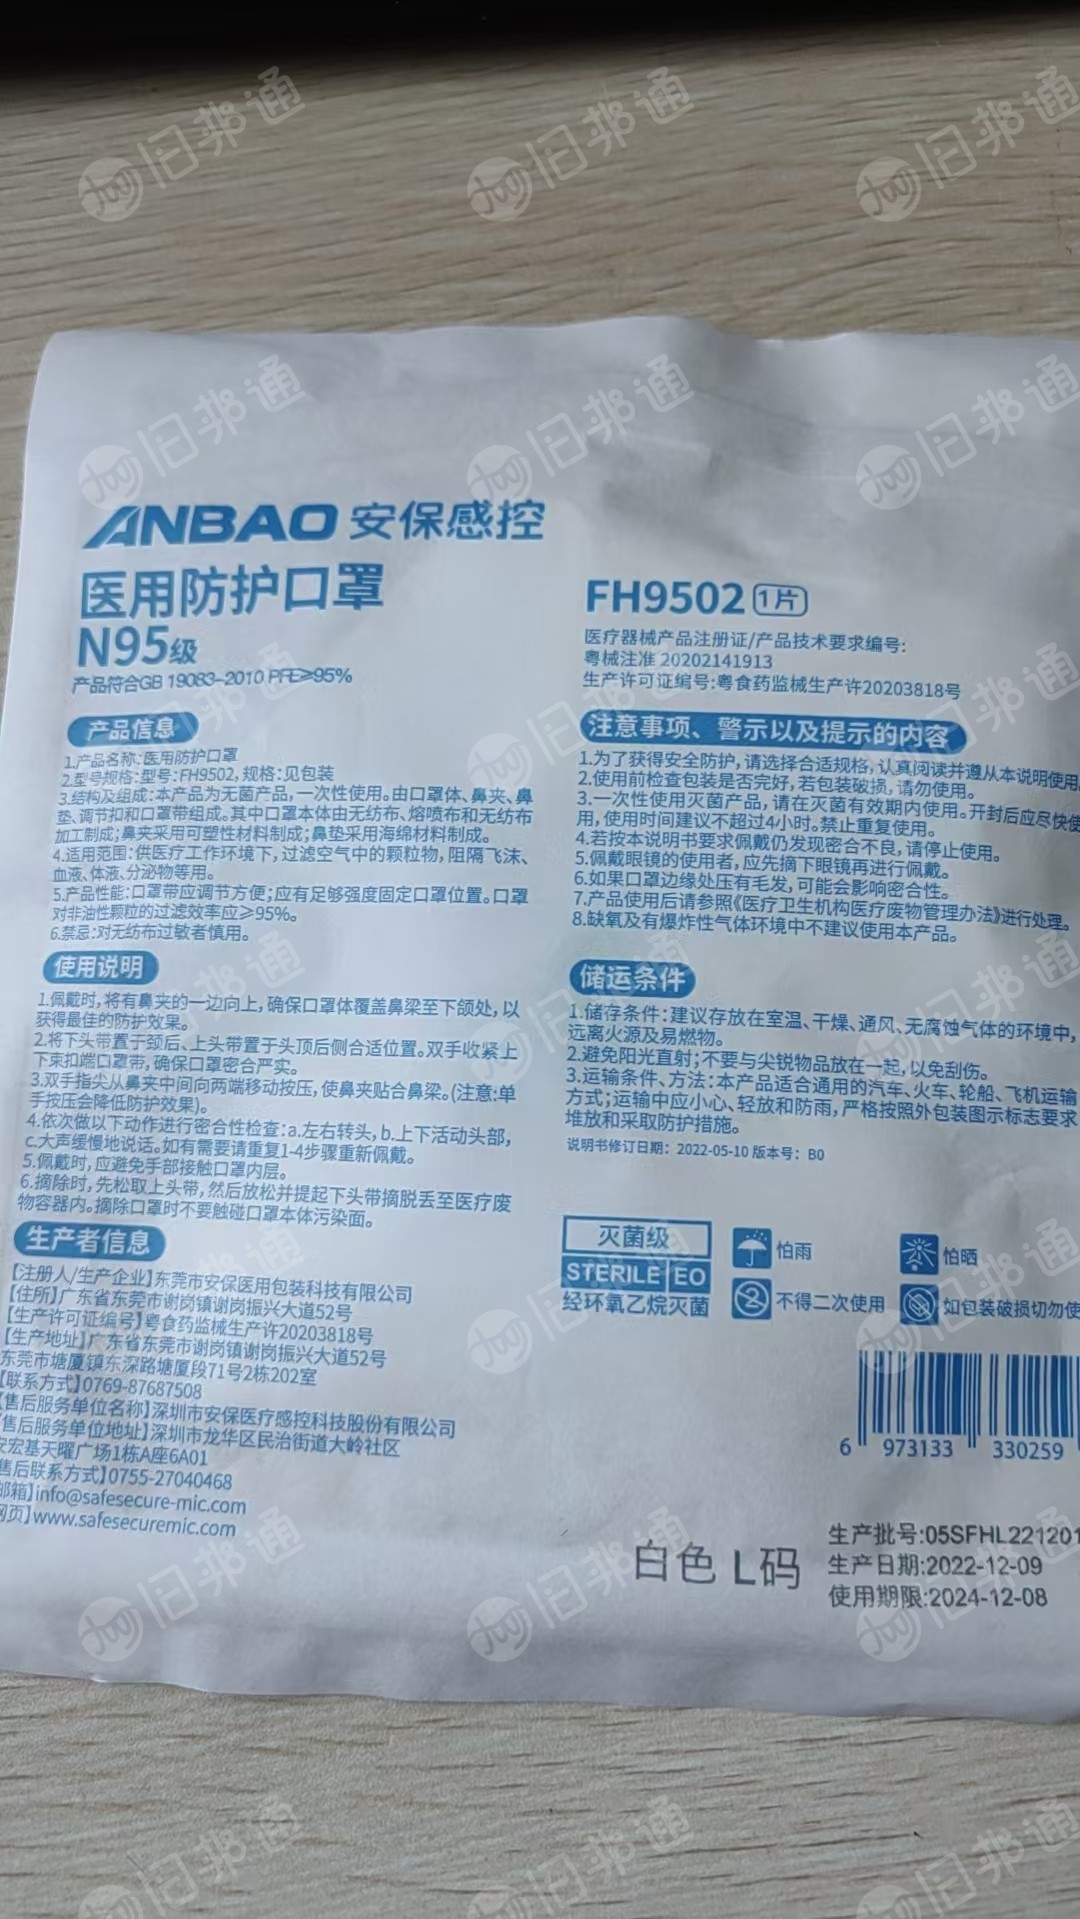 ANBAO 安保感控
医用防护口罩
N95级
产品符合GB 19083-2010 PFE≥95%
产品信息
1.产品名称:医用防护口罩
2.型号规格:型号:FH9502,规格:见包装
3.结构及组成:本产品为无菌产品,一次性使用。由口罩体、鼻夹、鼻
垫、调节扣和口罩带组成。其中口罩本体由无纺布、熔喷布和无纺布
加工制成;鼻夹采用可塑性材料制成;鼻垫采用海绵材料制成。
4.适用范围:供医疗工作环境下,过滤空气中的颗粒物,阻隔飞沫、
血液、体液、分泌物等用。
5.产品性能:口罩带应调节方便;应有足够强度固定口罩位置。口罩
对非油性颗粒的过滤效率应≥95%。
6.禁忌:对无纺布过敏者慎用。
使用说明
1.佩戴时,将有鼻夹的一边向上,确保口罩体覆盖鼻梁至下颌处,以
获得最佳的防护效果。
2.将下头带置于颈后、上头带置于头顶后侧合适位置。双手收紧上
下束扣端口罩带,确保口罩密合严实。
3.双手指尖从鼻夹中间向两端移动按压,使鼻夹贴合鼻梁。(注意:单
手按压会降低防护效果)。
4.依次做以下动作进行密合性检查:a.左右转头,b.上下活动头部,
c.大声缓慢地说话。如有需要请重复1-4步骤重新佩戴。
5.佩戴时,应避免手部接触口罩内层。
6.摘除时,先松取上头带,然后放松并提起下头带摘脱丢至医疗废
物容器内。摘除口罩时不要触碰口罩本体污染面。
生产者信息
【注册人/生产企业】东莞市安保医用包装科技有限公司
【住所】广东省东莞市谢岗镇谢岗振兴大道52号
【生产许可证编号】粤食药监械生产许20203818号
【生产地址】广东省东莞市谢岗镇谢岗振兴大道52号
东莞市塘厦镇东深路塘厦段71号2栋202室
【联系方式】0769-87687508
售后服务单位名称】深圳市安保医疗感控科技股份有限公司
售后服务单位地址】深圳市龙华区民治街道大岭社区
安宏基天曜广场1栋A座6A01
售后联系方式】0755-27040468
邮箱】info@safesecure-mic.com
网页】www.safesecuremic.com
FH9502 1片
医疗器械产品注册证/产品技术要求编号:
粤械注准 20202141913
生产许可证编号:粤食药监械生产许20203818号
注意事项、警示以及提示的内容
1.为了获得安全防护,请选择合适规格,认真阅读并遵从本说明使用
2.使用前检查包装是否完好,若包装破损,请勿使用。
3.一次性使用灭菌产品,请在灭菌有效期内使用。开封后应尽快使
用,使用时间建议不超过4小时。禁止重复使用。
4.若按本说明书要求佩戴仍发现密合不良,请停止使用。
5.佩戴眼镜的使用者,应先摘下眼镜再进行佩戴。
6.如果口罩边缘处压有毛发,可能会影响密合性。
7.产品使用后请参照《医疗卫生机构医疗废物管理办法》进行处理。
8.缺氧及有爆炸性气体环境中不建议使用本产品。
储运条件
1.储存条件:建议存放在室温、干燥、通风、无腐蚀气体的环境中,
远离火源及易燃物。
2.避免阳光直射;不要与尖锐物品放在一起,以免刮伤。
3.运输条件、方法:本产品适合通用的汽车、火车、轮船、飞机运输
方式;运输中应小心、轻放和防雨,严格按照外包装图示标志要求
堆放和采取防护措施。
说明书修订日期: 2022-05-10 版本号: B0
灭菌级
STERILE EO
经环氧乙烷灭菌
怕雨
怕晒
不得二次使用
如包装破损切勿使
6 973133 330259
白色 L码
生产批号:05SFHL221201
生产日期:2022-12-09
使用期限:2024-12-08
旧邦通